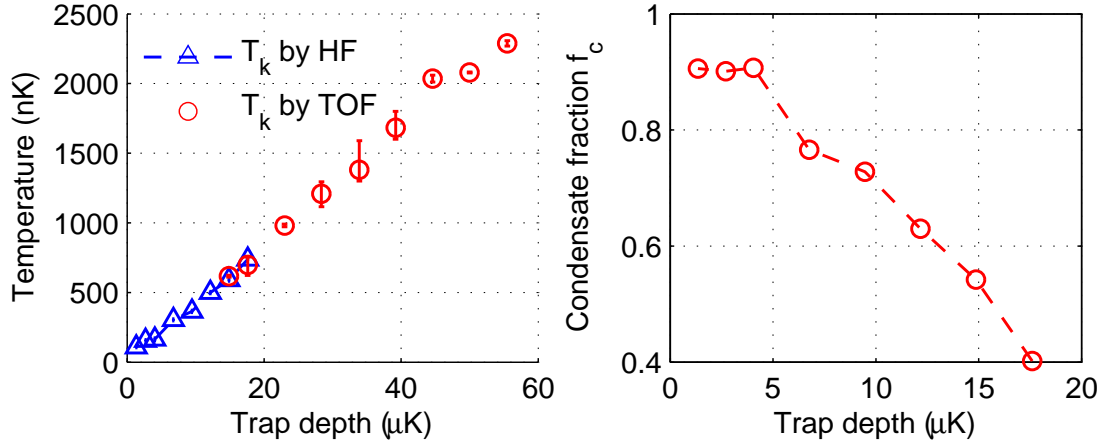 T_k by HF
T_k by TOF
Temperature (nK)
2500
2000
1500
1000
500
0
0 20 40 60
Trap depth (μK)
Condensate fraction f_c
1
0.8
0.6
0.4
0 5 10 15 20
Trap depth (μK)